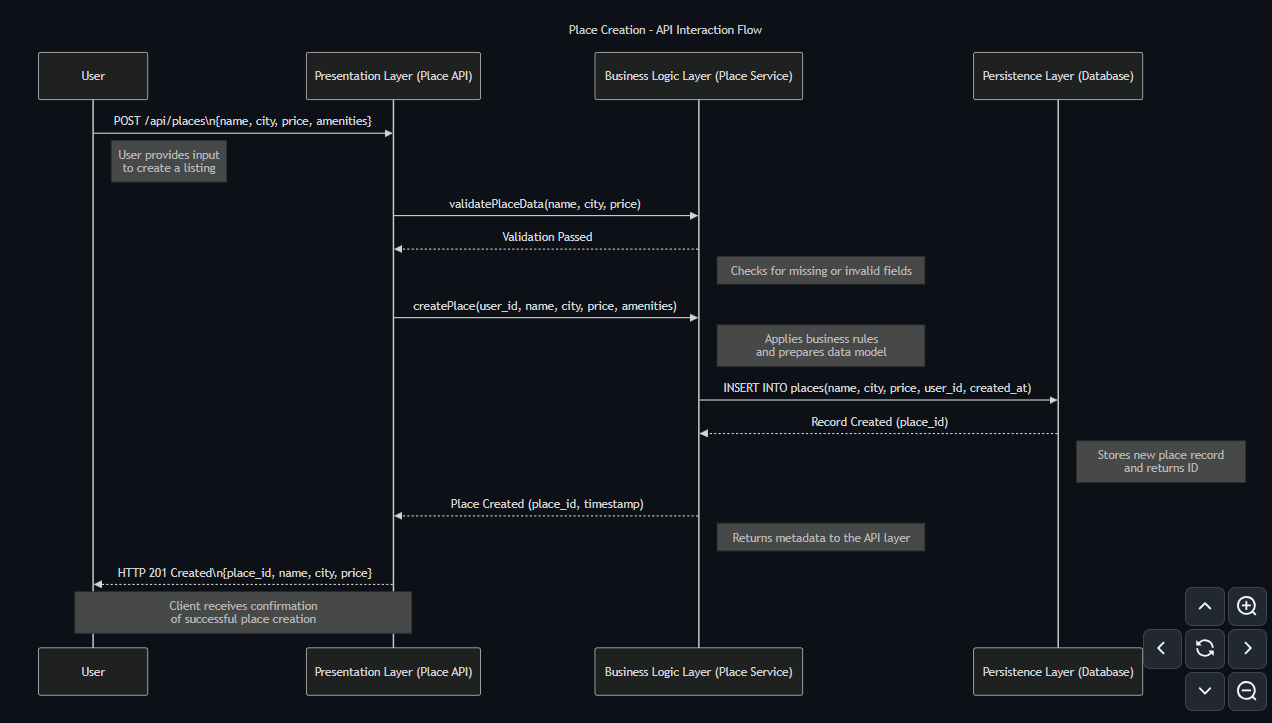 Place Creation - API Interaction Flow
User
Presentation Layer (Place API)
Business Logic Layer (Place Service)
Persistence Layer (Database)
POST /api/places\n{name, city, price, amenities}
User provides input
to create a listing
validatePlaceData(name, city, price)
Validation Passed
Checks for missing or invalid fields
createPlace(user_id, name, city, price, amenities)
Applies business rules
and prepares data model
INSERT INTO places(name, city, price, user_id, created_at)
Record Created (place_id)
Stores new place record
and returns ID
Place Created (place_id, timestamp)
Returns metadata to the API layer
HTTP 201 Created\n{place_id, name, city, price}
Client receives confirmation
of successful place creation
User
Presentation Layer (Place API)
Business Logic Layer (Place Service)
Persistence Layer (Database)